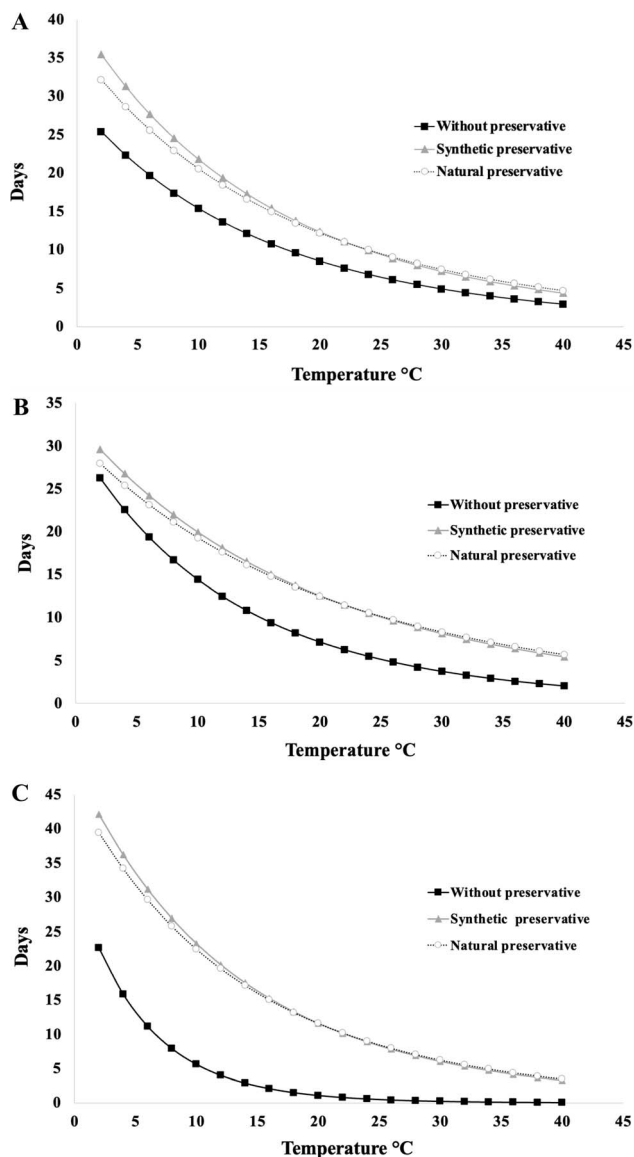 A
40
35
30
25
20
15
10
5
0
Days
Without preservative
Synthetic preservative
Natural preservative
0 5 10 15 20 25 30 35 40 45
Temperature °C
B
35
30
25
20
15
10
5
0
Days
Without preservative
Synthetic preservative
Natural preservative
0 5 10 15 20 25 30 35 40 45
Temperature °C
C
45
40
35
30
25
20
15
10
5
0
Days
Without preservative
Synthetic preservative
Natural preservative
0 5 10 15 20 25 30 35 40 45
Temperature °C